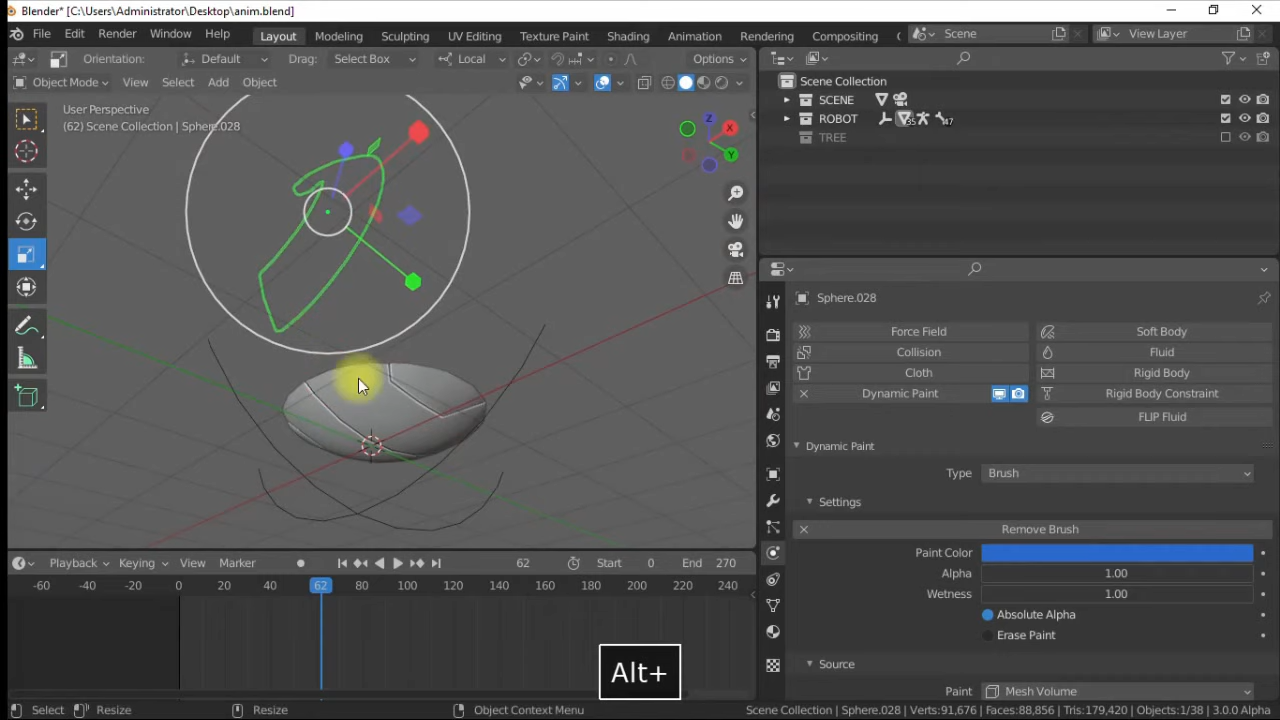 Blender* [C:\Users\Administrator\Desktop\anim.blend]
File Edit Render Window Help Layout Modeling Sculpting UV Editing Texture Paint Shading Animation Rendering Compositing Scene View Layer
Orientation: Default Drag: Select Box Local Options
Object Mode View Select Add Object
User Perspective
(62) Scene Collection | Sphere.028
Z X Y
Scene Collection
SCENE
ROBOT 35 47
TREE
Sphere.028
Force Field Soft Body
Collision Fluid
Cloth Rigid Body
Dynamic Paint Rigid Body Constraint
FLIP Fluid
Dynamic Paint
Type Brush
Settings
Remove Brush
Paint Color
Alpha 1.00
Wetness 1.00
Absolute Alpha
Erase Paint
Source
Paint Mesh Volume
Playback Keying View Marker 62 Start 0 End 270
-60 -40 -20 0 20 40 62 80 100 120 140 160 180 200 220 240
Alt+
Select Resize Resize Object Context Menu Scene Collection | Sphere.028 | Verts:91,676 | Faces:88,856 | Tris:179,420 | Objects:1/38 | 3.0.0 Alpha